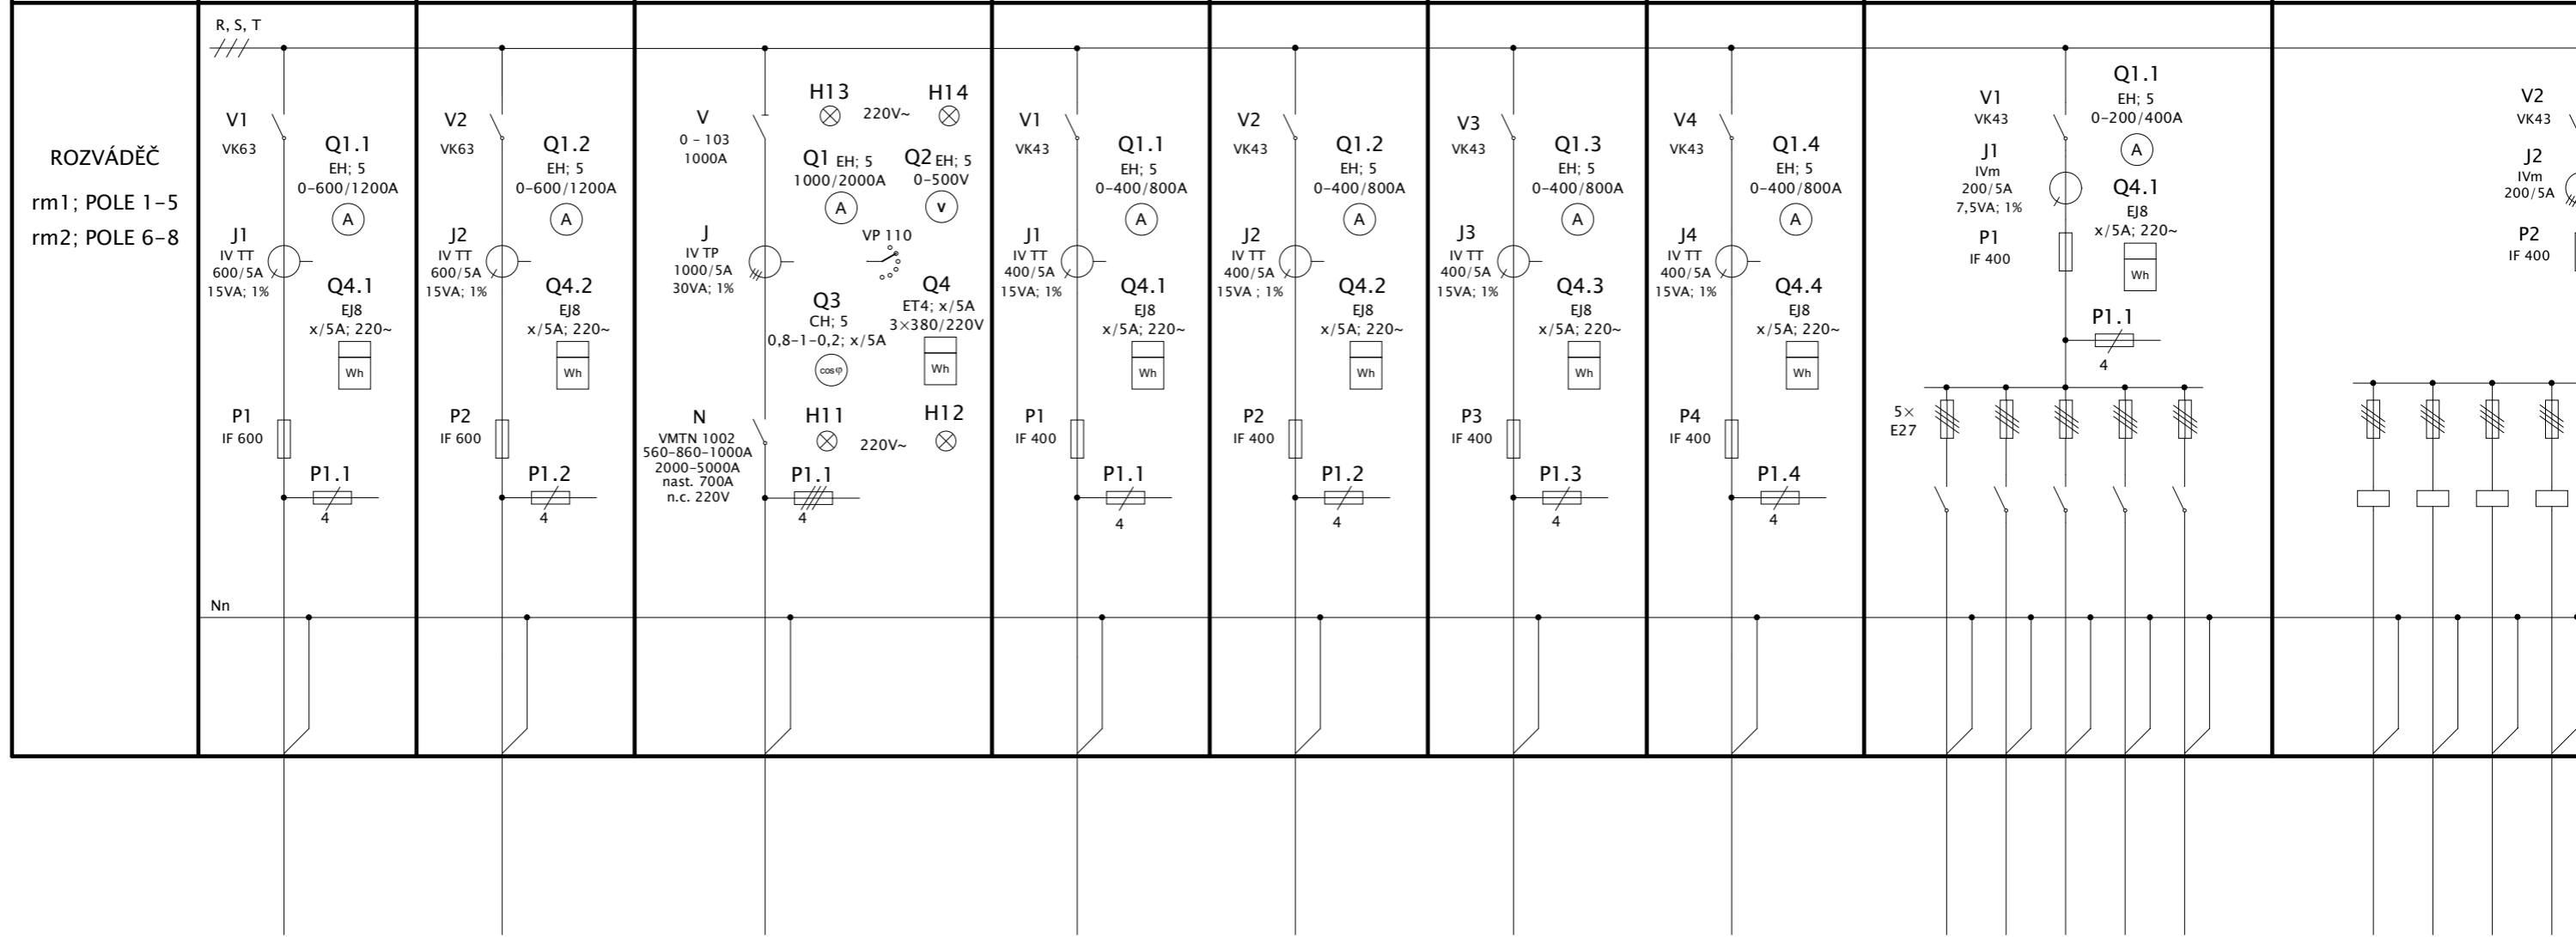 ROZVÁDĚČ
rm1; POLE 1-5
rm2; POLE 6-8
R, S, T
V1
VK63
Q1.1
EH; 5
0-600/1200A
A
J1
IV TT
600/5A
15VA; 1%
Q4.1
EJ8
x/5A; 220~
Wh
P1
IF 600
P1.1
4
Nn
V2
VK63
Q1.2
EH; 5
0-600/1200A
A
J2
IV TT
600/5A
15VA; 1%
Q4.2
EJ8
x/5A; 220~
Wh
P2
IF 600
P1.2
4
V
0 - 103
1000A
H13
220V~
H14
Q1 EH; 5
1000/2000A
A
Q2 EH; 5
0-500V
V
VP 110
J
IV TP
1000/5A
30VA; 1%
Q3
CH; 5
0,8-1-0,2; x/5A
cosφ
Q4
ET4; x/5A
3×380/220V
Wh
N
VMTN 1002
560-860-1000A
2000-5000A
nast. 700A
n.c. 220V
H11
220V~
H12
P1.1
4
V1
VK43
Q1.1
EH; 5
0-400/800A
A
J1
IV TT
400/5A
15VA; 1%
Q4.1
EJ8
x/5A; 220~
Wh
P1
IF 400
P1.1
4
V2
VK43
Q1.2
EH; 5
0-400/800A
A
J2
IV TT
400/5A
15VA ; 1%
Q4.2
EJ8
x/5A; 220~
Wh
P2
IF 400
P1.2
4
V3
VK43
Q1.3
EH; 5
0-400/800A
A
J3
IV TT
400/5A
15VA; 1%
Q4.3
EJ8
x/5A; 220~
Wh
P3
IF 400
P1.3
4
V4
VK43
Q1.4
EH; 5
0-400/800A
A
J4
IV TT
400/5A
15VA; 1%
Q4.4
EJ8
x/5A; 220~
Wh
P4
IF 400
P1.4
4
V1
VK43
Q1.1
EH; 5
0-200/400A
A
J1
IVm
200/5A
7,5VA; 1%
Q4.1
EJ8
x/5A; 220~
Wh
P1
IF 400
P1.1
4
5×
E27
V2
VK43
J2
IVm
200/5A
P2
IF 400